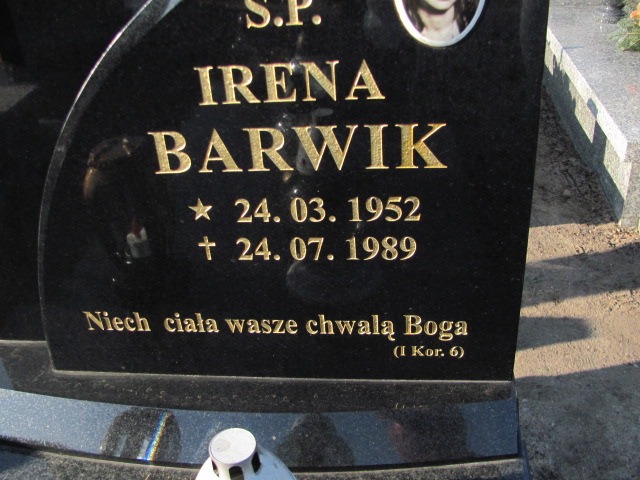 Ś.P.
IRENA
BARWIK
★ 24. 03. 1952
✝ 24. 07. 1989
Niech ciała wasze chwalą Boga
(I Kor. 6)